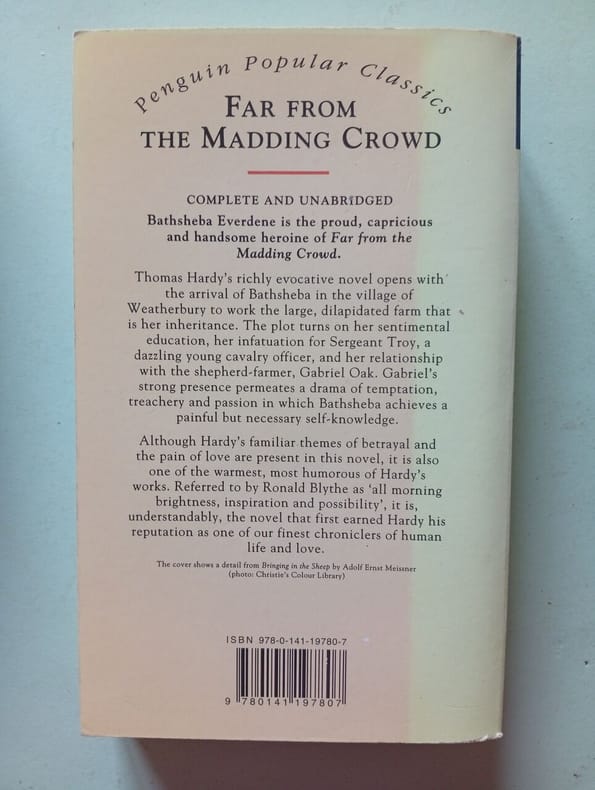 Penguin Popular Classics
FAR FROM
THE MADDING CROWD
COMPLETE AND UNABRIDGED
Bathsheba Everdene is the proud, capricious
and handsome heroine of Far from the
Madding Crowd.
Thomas Hardy's richly evocative novel opens with
the arrival of Bathsheba in the village of
Weatherbury to work the large, dilapidated farm that
is her inheritance. The plot turns on her sentimental
education, her infatuation for Sergeant Troy, a
dazzling young cavalry officer, and her relationship
with the shepherd-farmer, Gabriel Oak. Gabriel's
strong presence permeates a drama of temptation,
treachery and passion in which Bathsheba achieves a
painful but necessary self-knowledge.
Although Hardy's familiar themes of betrayal and
the pain of love are present in this novel, it is also
one of the warmest, most humorous of Hardy's
works. Referred to by Ronald Blythe as 'all morning
brightness, inspiration and possibility', it is,
understandably, the novel that first earned Hardy his
reputation as one of our finest chroniclers of human
life and love.
The cover shows a detail from Bringing in the Sheep by Adolf Ernst Meissner
(photo: Christie's Colour Library)
ISBN 978-0-141-19780-7
9 780141 197807